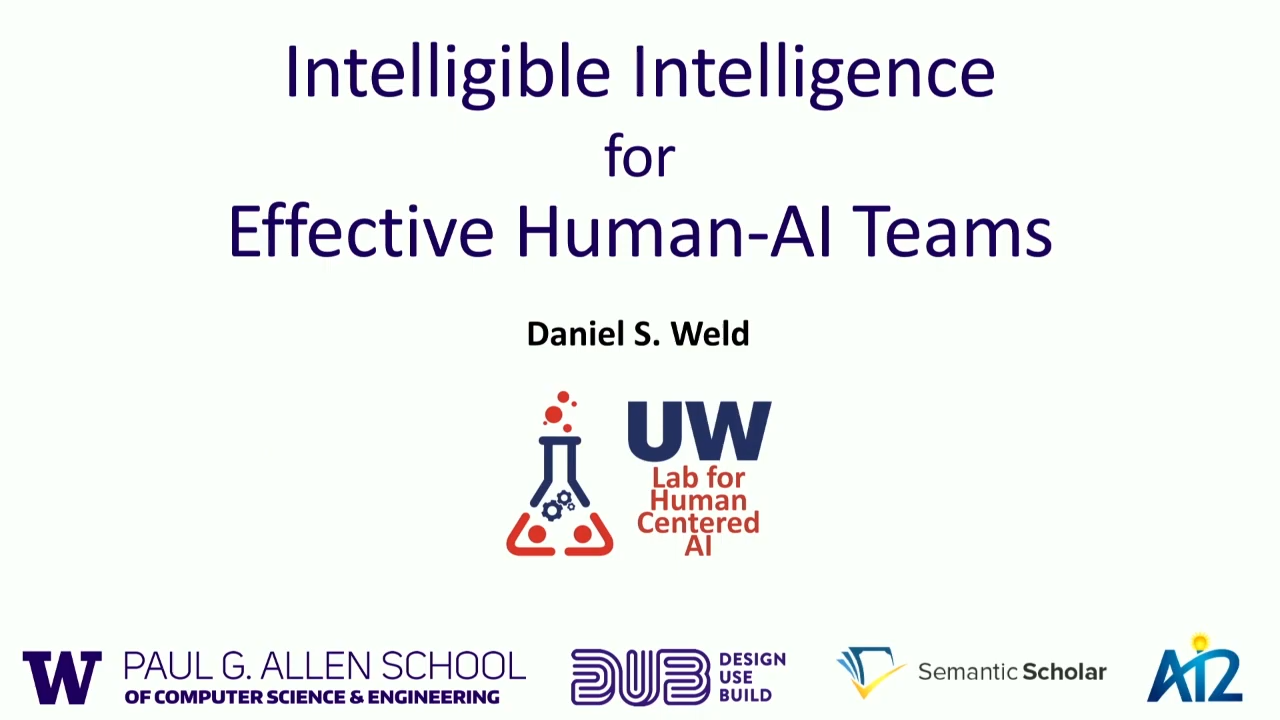 Intelligible Intelligence
for
Effective Human-AI Teams
Daniel S. Weld
UW
Lab for
Human
Centered
AI
W PAUL G. ALLEN SCHOOL
OF COMPUTER SCIENCE & ENGINEERING
DUB
DESIGN
USE
BUILD
Semantic Scholar
AI2